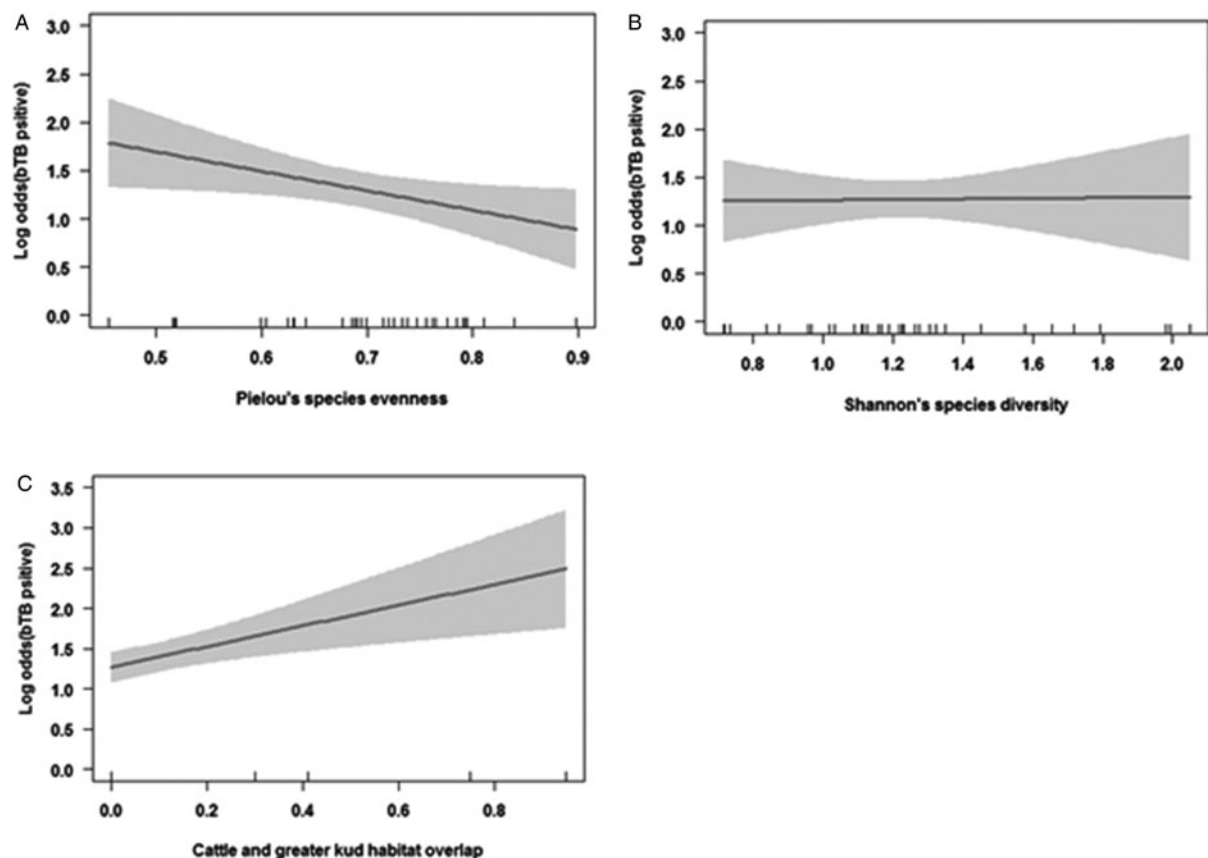 A
Log odds(bTB psitive)
3.0
2.5
2.0
1.5
1.0
0.5
0.0
0.5 0.6 0.7 0.8 0.9
Pielou's species evenness
B
Log odds(bTB psitive)
3.0
2.5
2.0
1.5
1.0
0.5
0.0
0.8 1.0 1.2 1.4 1.6 1.8 2.0
Shannon's species diversity
C
Log odds(bTB psitive)
3.5
3.0
2.5
2.0
1.5
1.0
0.5
0.0
0.0 0.2 0.4 0.6 0.8
Cattle and greater kud habitat overlap